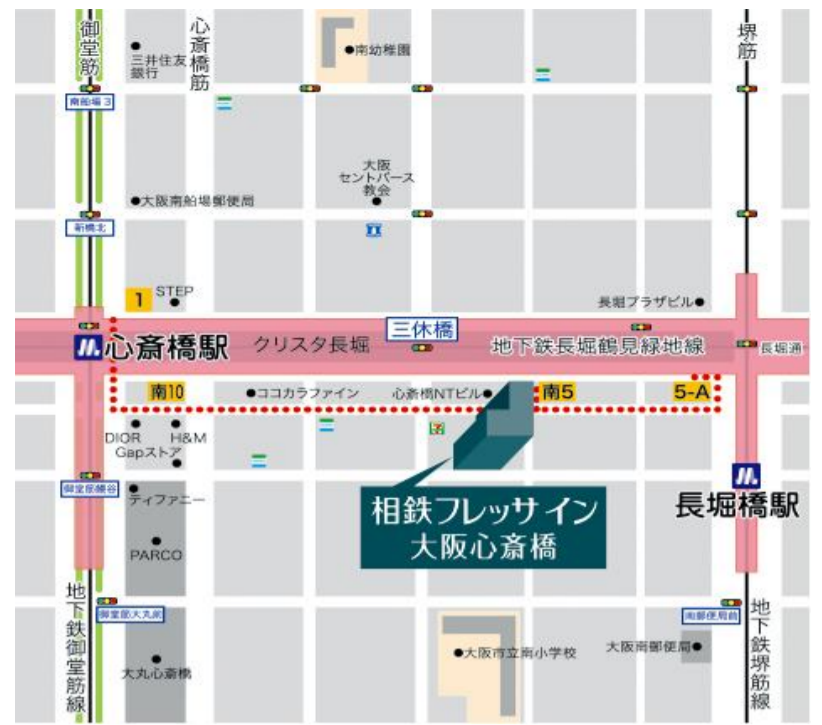 御堂筋
心斎橋筋
堺筋
三井住友
銀行
南幼稚園
南船場3
大阪
セントバース
教会
大阪南船場郵便局
新橋北
1
STEP
長堀プラザビル
三休橋
心斎橋駅
クリスタ長堀
地下鉄長堀鶴見緑地線
長堀通
南10
ココカラファイン
心斎橋NTビル
南5
5-A
DIOR
H&M
Gapストア
御堂筋鰻谷
ティファニー
相鉄フレッサイン
大阪心斎橋
長堀橋駅
PARCO
地下鉄御堂筋線
御堂筋大丸前
南郵便局前
地下鉄堺筋線
大阪市立南小学校
大阪南郵便局
大丸心斎橋